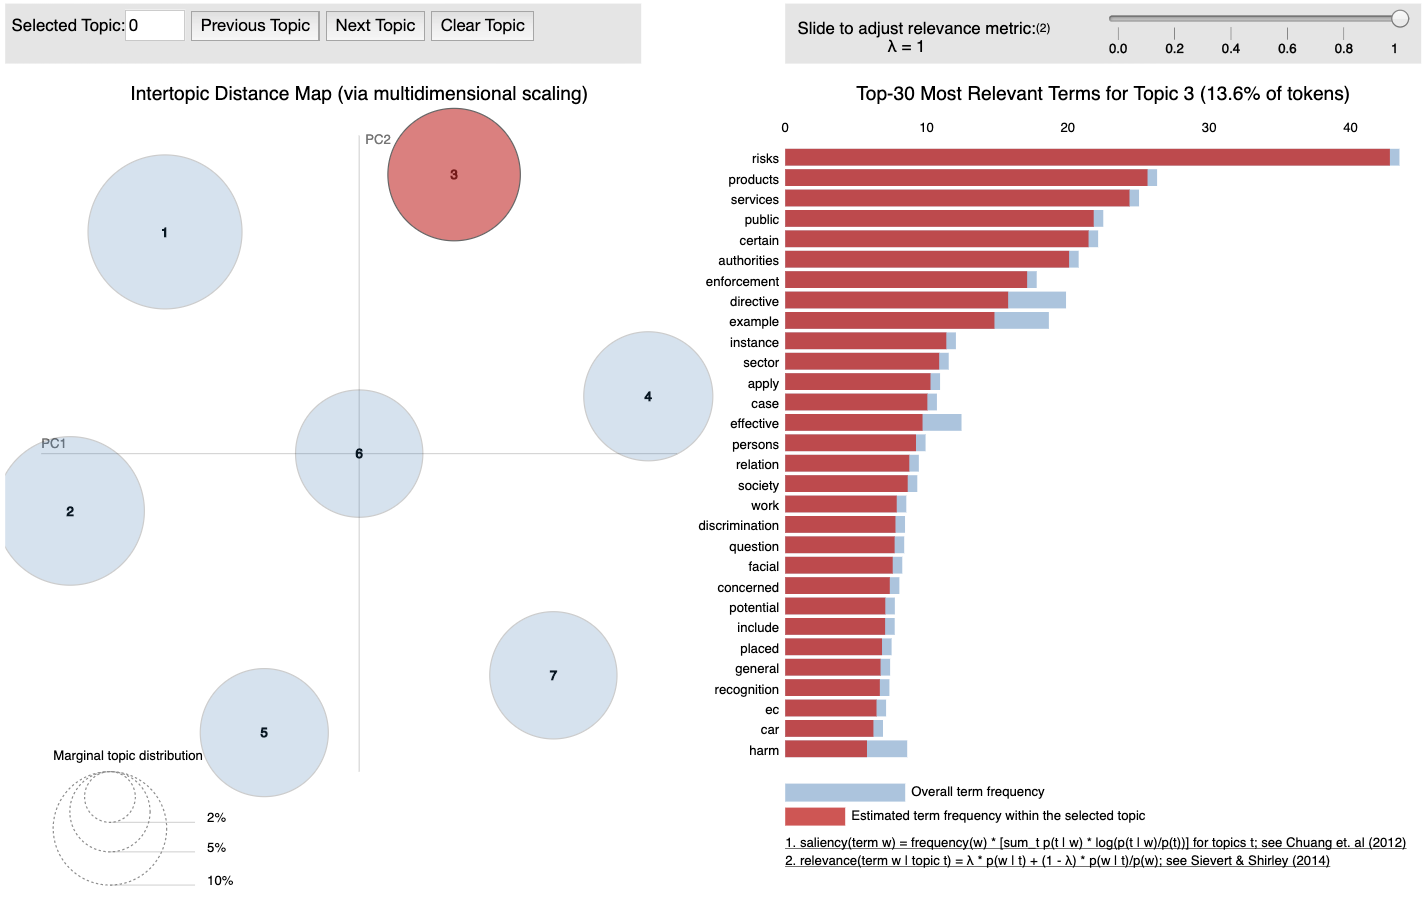 Selected Topic: 0 Previous Topic Next Topic Clear Topic
Slide to adjust relevance metric:(2)
λ = 1
0.0 0.2 0.4 0.6 0.8 1
Intertopic Distance Map (via multidimensional scaling)
PC2
3
1
4
6
PC1
2
7
5
Marginal topic distribution
2%
5%
10%
Top-30 Most Relevant Terms for Topic 3 (13.6% of tokens)
0 10 20 30 40
risks
products
services
public
certain
authorities
enforcement
directive
example
instance
sector
apply
case
effective
persons
relation
society
work
discrimination
question
facial
concerned
potential
include
placed
general
recognition
ec
car
harm
Overall term frequency
Estimated term frequency within the selected topic
1. saliency(term w) = frequency(w) * [sum_t p(t | w) * log(p(t | w)/p(t))] for topics t; see Chuang et. al (2012)
2. relevance(term w | topic t) = λ * p(w | t) + (1 - λ) * p(w | t)/p(w); see Sievert & Shirley (2014)